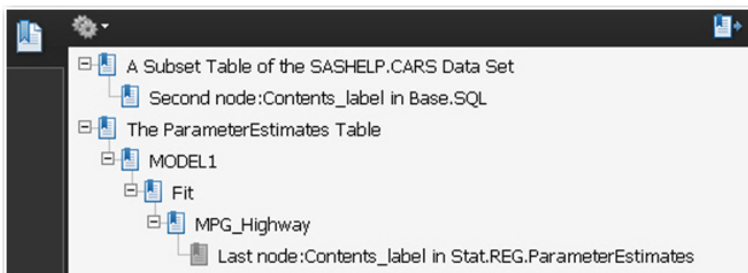 A Subset Table of the SASHELP.CARS Data Set
Second node:Contents_label in Base.SQL
The ParameterEstimates Table
MODEL1
Fit
MPG_Highway
Last node:Contents_label in Stat.REG.ParameterEstimates